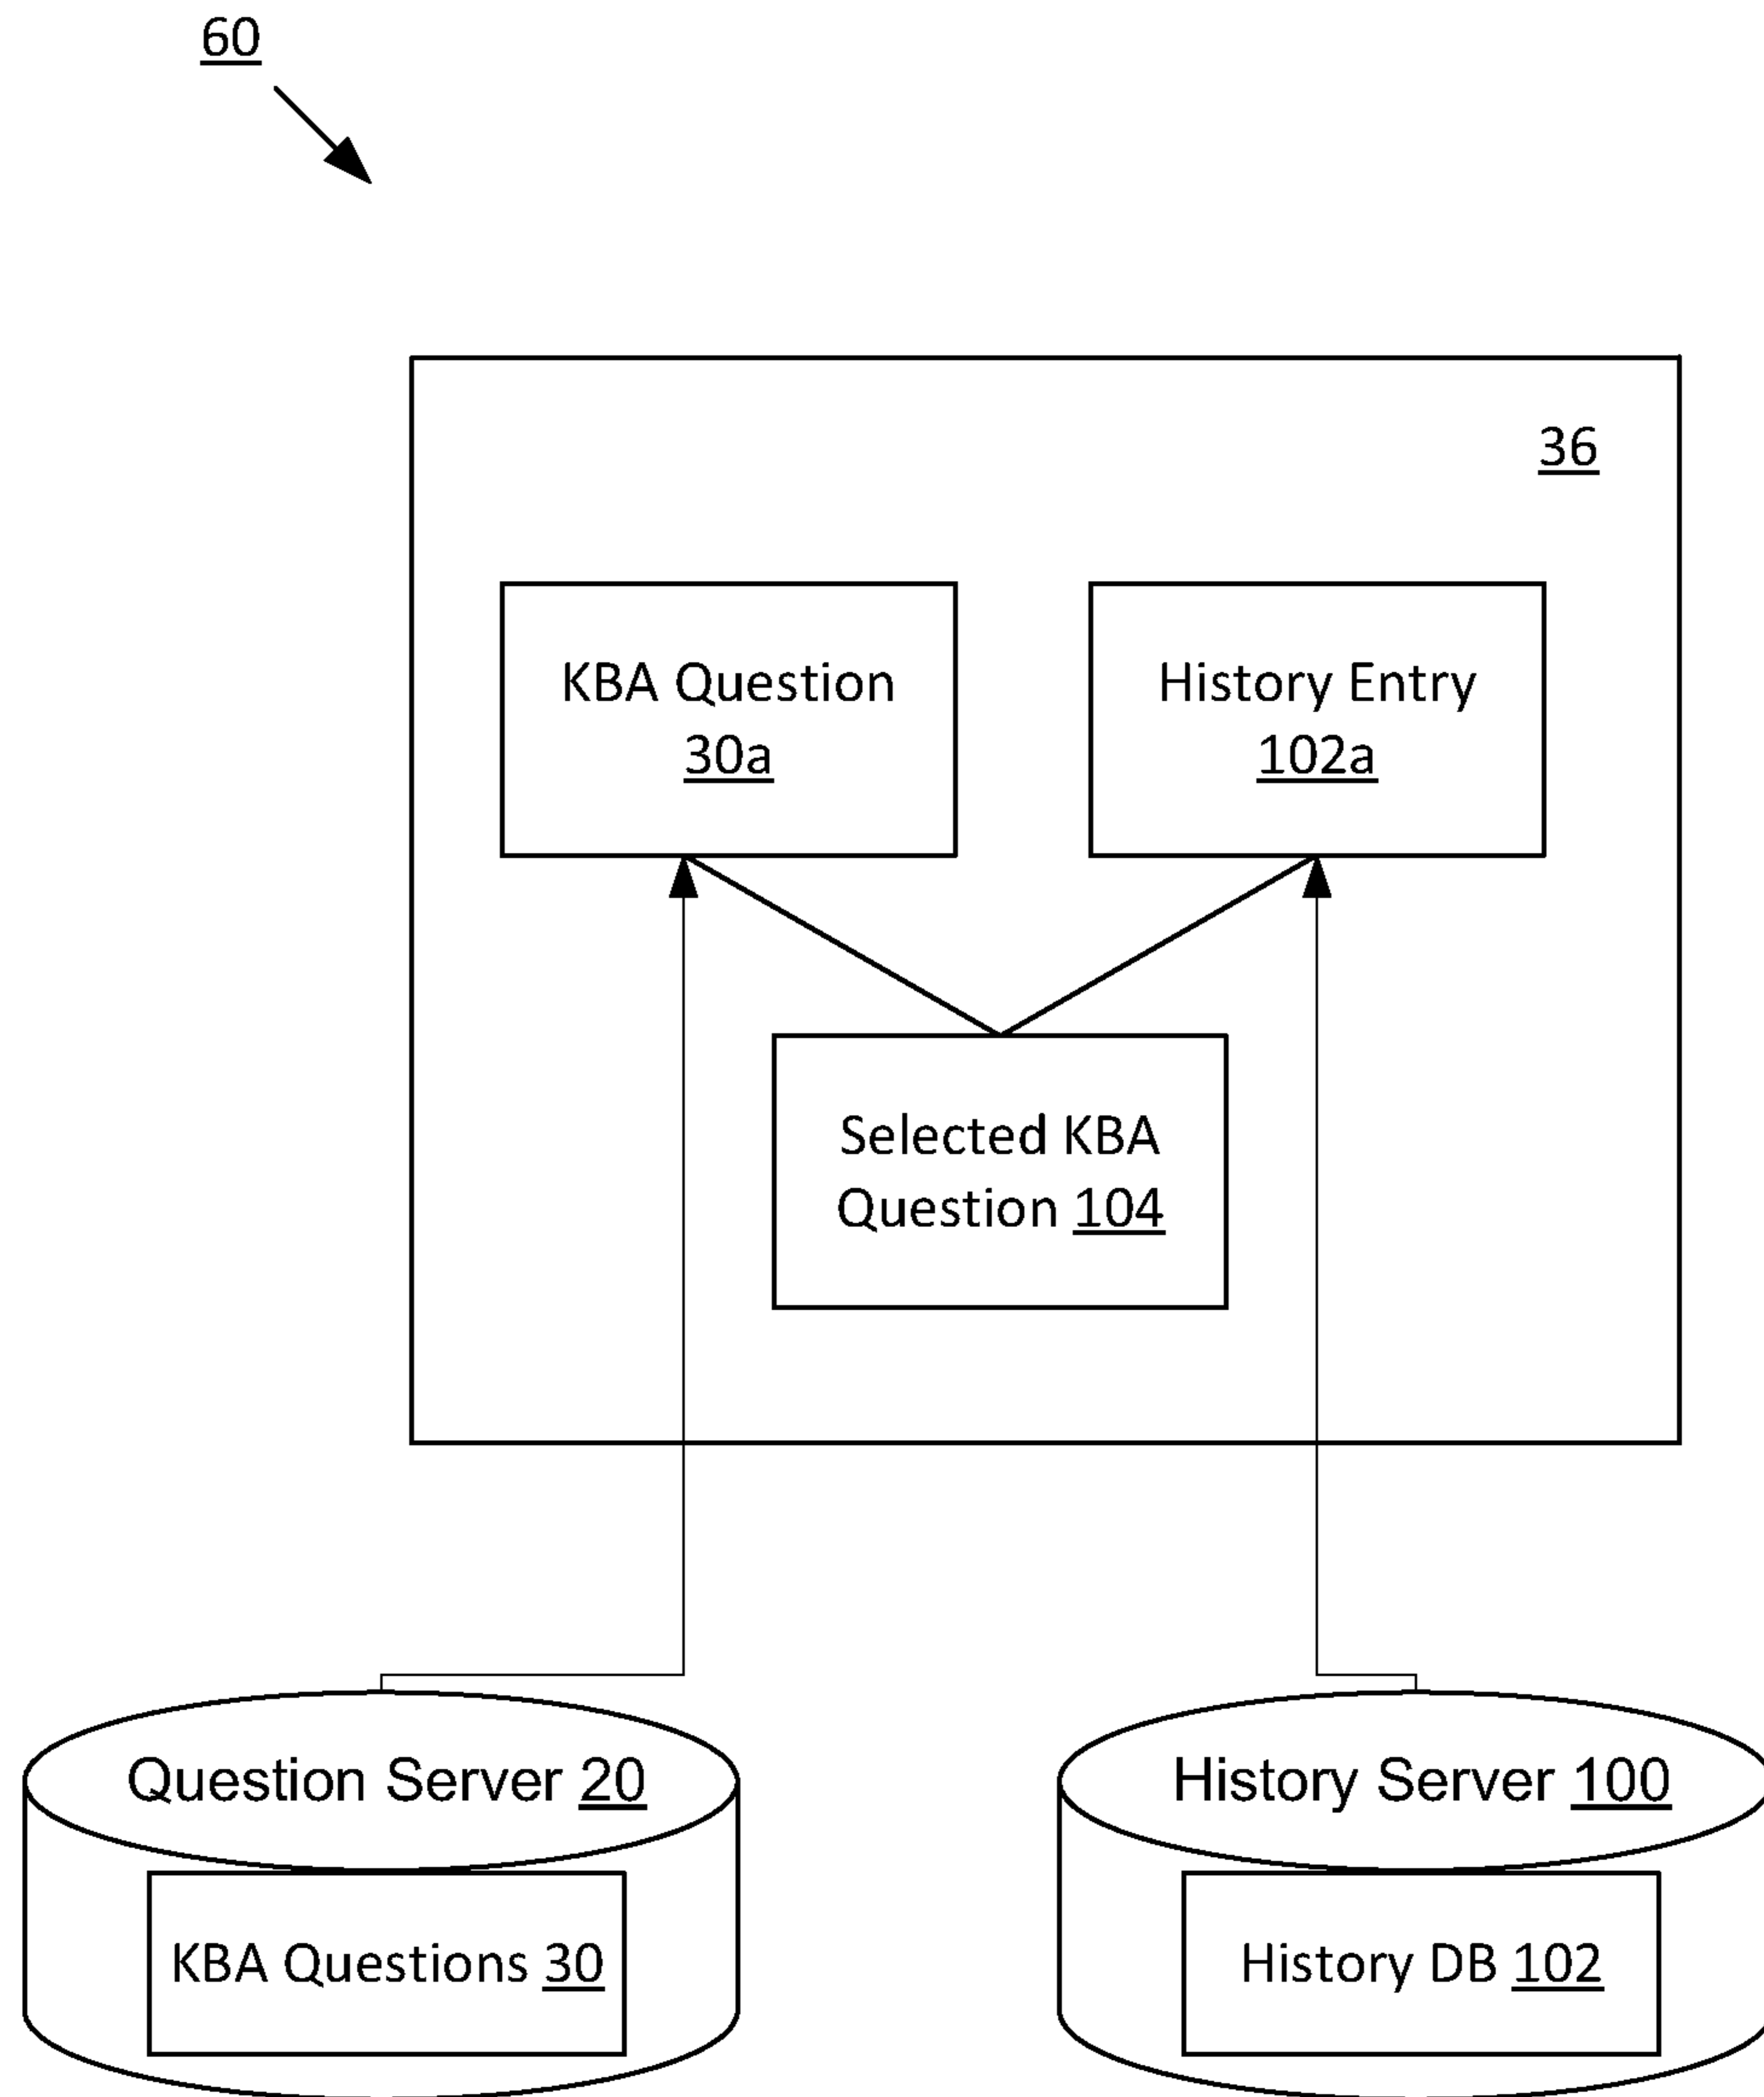 60
36
KBA Question
30a
History Entry
102a
Selected KBA
Question 104
Question Server 20
History Server 100
KBA Questions 30
History DB 102